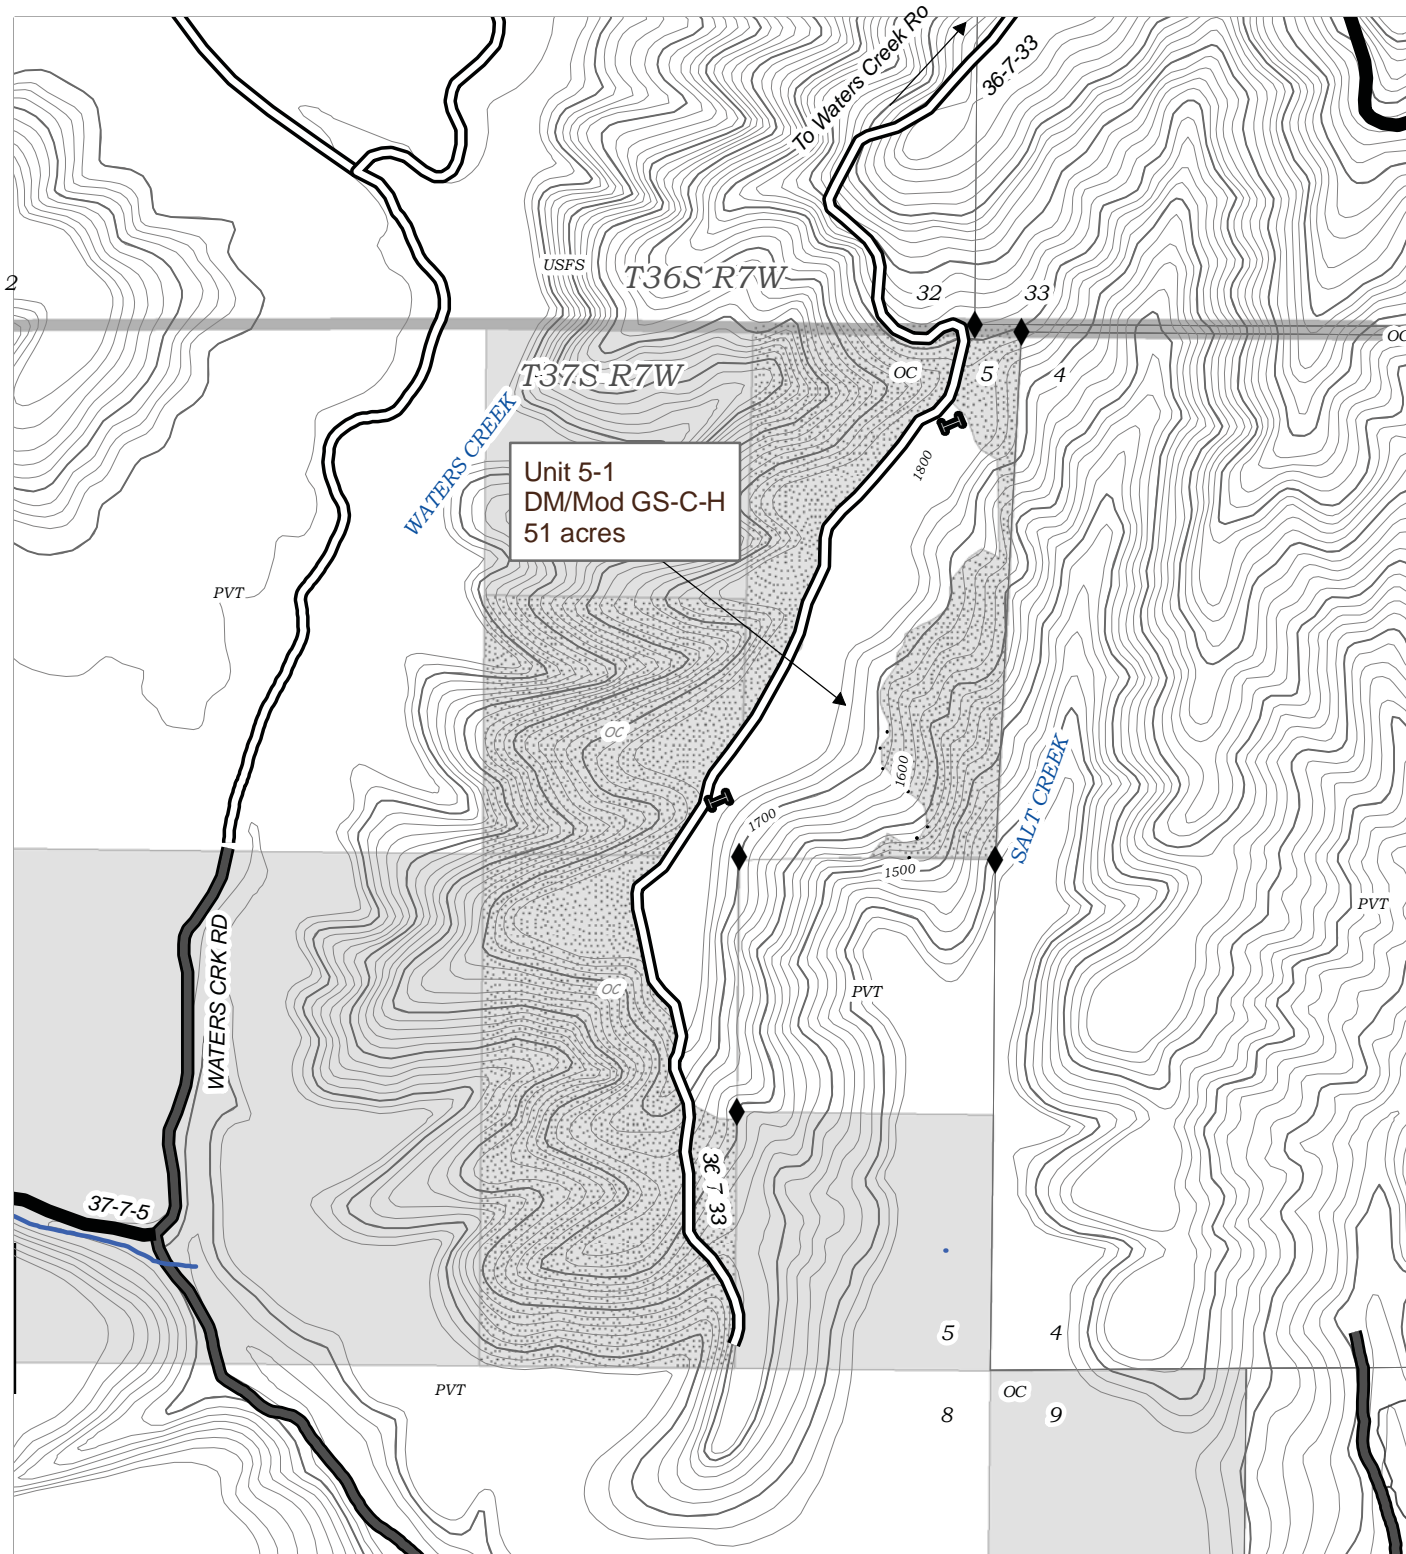 To Waters Creek Ro
36-7-33
2
USFS
T36S R7W
32
33
OC
T37S R7W
OC
5
4
WATERS CREEK
1800
Unit 5-1
DM/Mod GS-C-H
51 acres
PVT
OC
1600
SALT CREEK
1700
1500
PVT
WATERS CRK RD
OC
PVT
36 7 33
37-7-5
5
4
PVT
OC
8
9